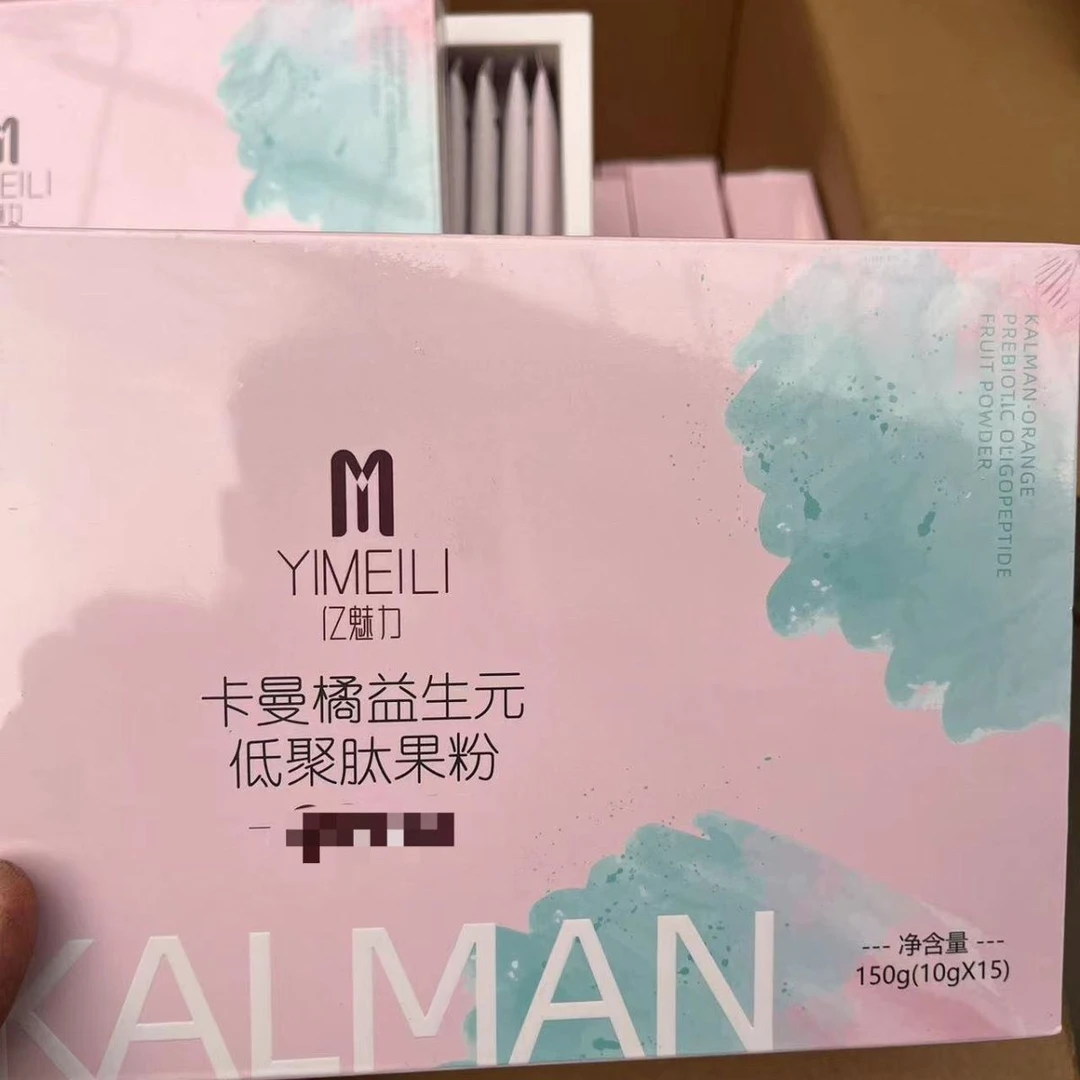 EILI
YIMEILI
亿魅力
卡曼橘益生元
低聚肽果粉
KALMAN·ORANGE
PREBIOTIC OLIGOPEPTIDE
FRUIT POWDER
KALMAN
--- 净含量 ---
150g(10gX15)